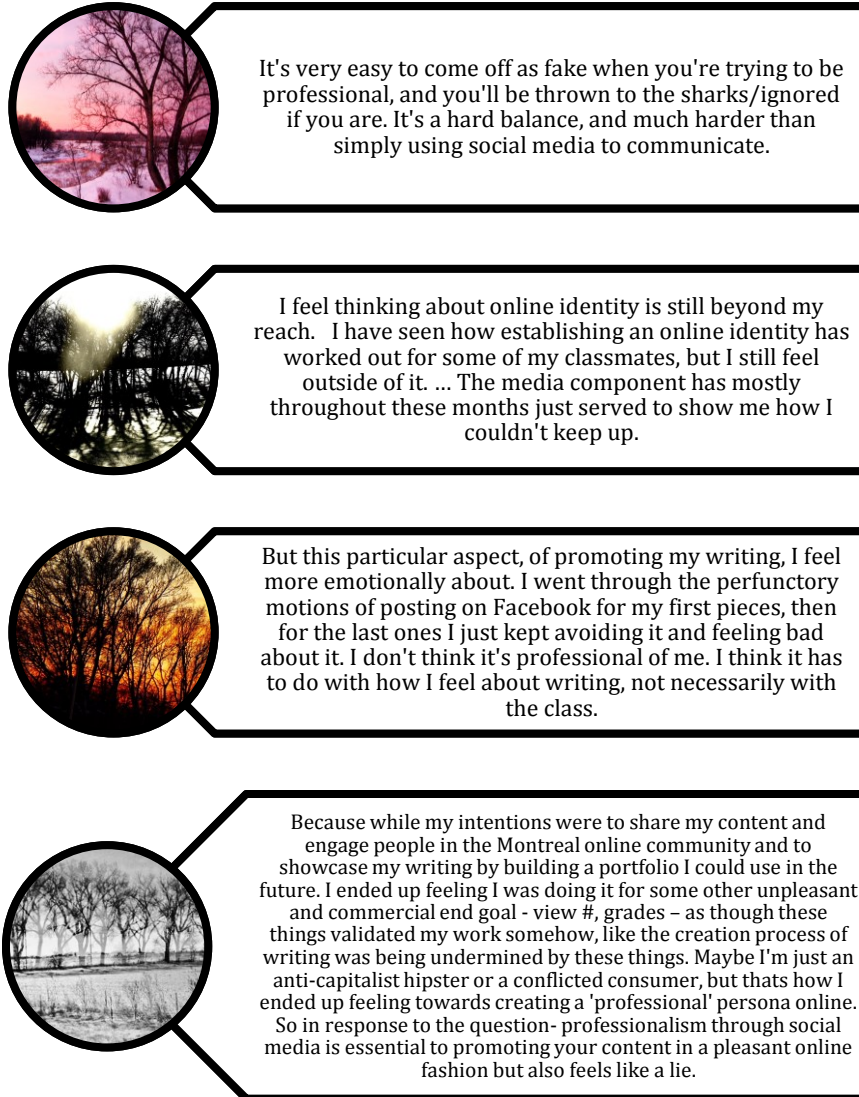 It's very easy to come off as fake when you're trying to be
professional, and you'll be thrown to the sharks/ignored
if you are. It's a hard balance, and much harder than
simply using social media to communicate.
I feel thinking about online identity is still beyond my
reach.   I have seen how establishing an online identity has
worked out for some of my classmates, but I still feel
outside of it. … The media component has mostly
throughout these months just served to show me how I
couldn't keep up.
But this particular aspect, of promoting my writing, I feel
more emotionally about. I went through the perfunctory
motions of posting on Facebook for my first pieces, then
for the last ones I just kept avoiding it and feeling bad
about it. I don't think it's professional of me. I think it has
to do with how I feel about writing, not necessarily with
the class.
Because while my intentions were to share my content and
engage people in the Montreal online community and to
showcase my writing by building a portfolio I could use in the
future. I ended up feeling I was doing it for some other unpleasant
and commercial end goal - view #, grades – as though these
things validated my work somehow, like the creation process of
writing was being undermined by these things. Maybe I'm just an
anti-capitalist hipster or a conflicted consumer, but thats how I
ended up feeling towards creating a 'professional' persona online.
So in response to the question- professionalism through social
media is essential to promoting your content in a pleasant online
fashion but also feels like a lie.